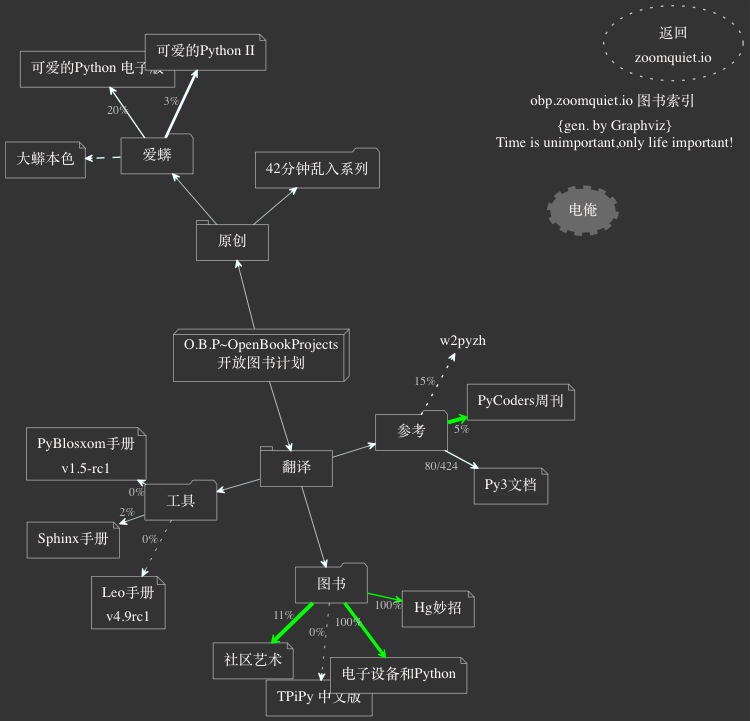 返回
zoomquiet.io
obp.zoomquiet.io 图书索引
{gen. by Graphviz}
Time is unimportant,only life important!
电俺
可爱的Python II
可爱的Python 电子版
3%
20%
大蟒本色
爱蟒
42分钟乱入系列
原创
O.B.P~OpenBookProjects
开放图书计划
w2pyzh
15%
PyCoders周刊
5%
参考
80/424
Py3文档
翻译
PyBlosxom手册
v1.5-rc1
0%
工具
2%
Sphinx手册
0%
Leo手册
v4.9rc1
图书
100%
Hg妙招
11%
0%
100%
社区艺术
电子设备和Python
TPiPy 中文版